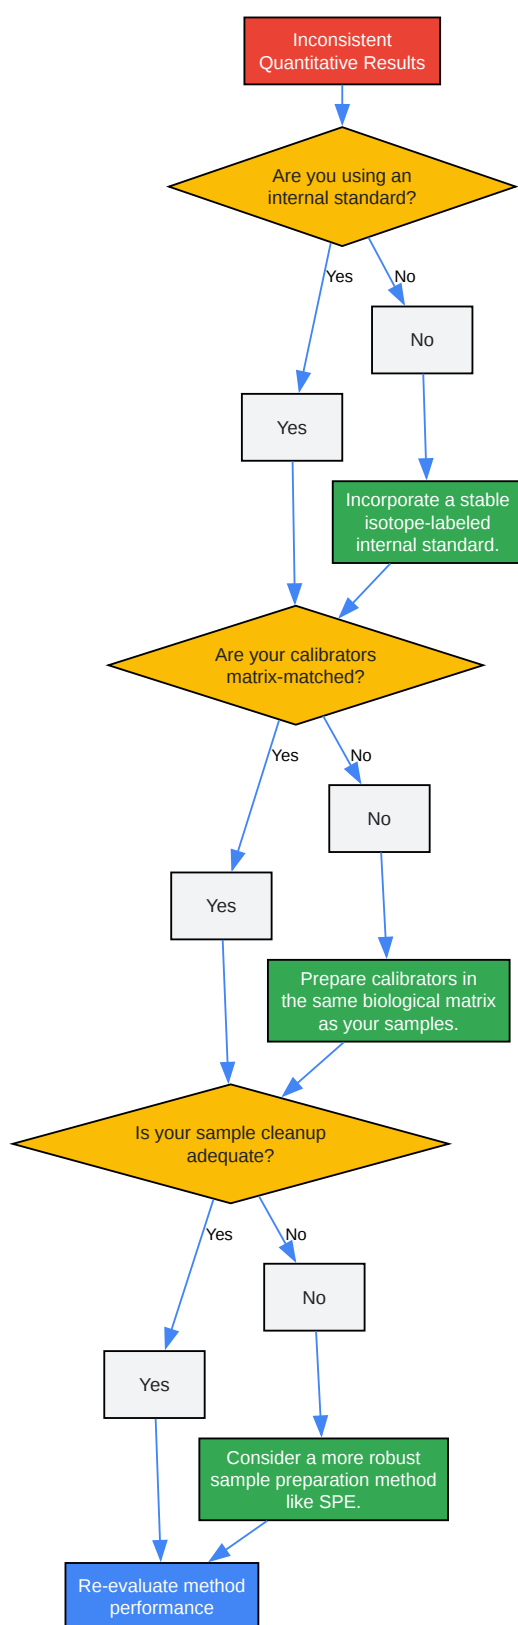 Inconsistent
Quantitative Results
Are you using an
internal standard?
Yes
No
No
Yes
Incorporate a stable
isotope-labeled
internal standard.
Are your calibrators
matrix-matched?
Yes
No
No
Yes
Prepare calibrators in
the same biological matrix
as your samples.
Is your sample cleanup
adequate?
Yes
No
No
Yes
Consider a more robust
sample preparation method
like SPE.
Re-evaluate method
performance